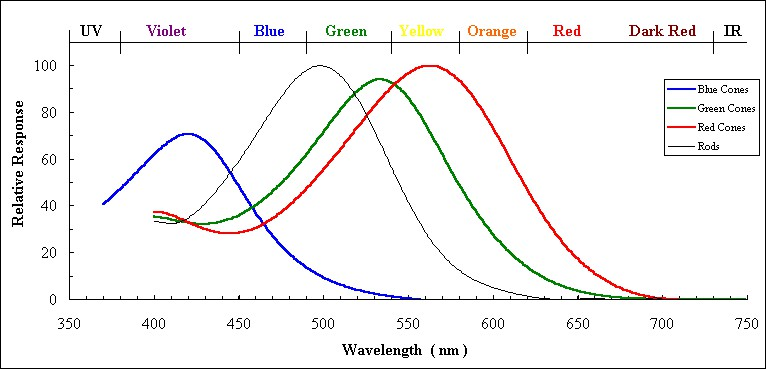 UV Violet Blue Green Yellow Orange Red Dark Red IR
100
80
60
40
20
0
Relative Response
Blue Cones
Green Cones
Red Cones
Rods
350 400 450 500 550 600 650 700 750
Wavelength ( nm )